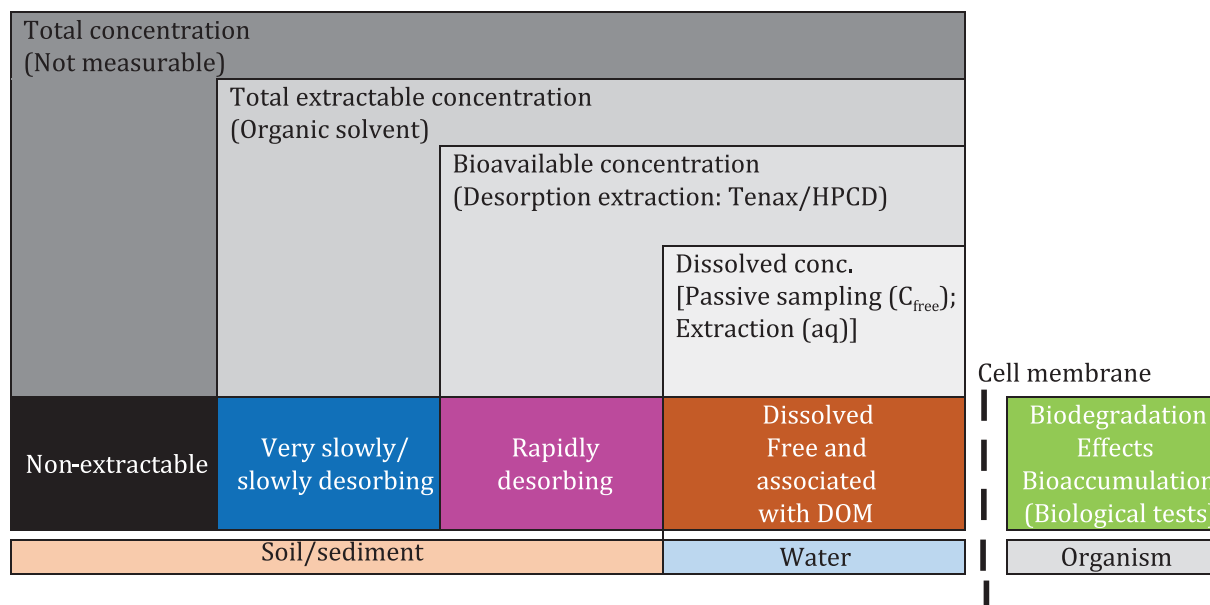 Total concentration
(Not measurable)
Total extractable concentration
(Organic solvent)
Bioavailable concentration
(Desorption extraction: Tenax/HPCD)
Dissolved conc.
[Passive sampling (C_free);
Extraction (aq)]
Cell membrane
Non-extractable
Very slowly/
slowly desorbing
Rapidly
desorbing
Dissolved
Free and
associated
with DOM
Biodegradation
Effects
Bioaccumulation
(Biological tests)
Soil/sediment
Water
Organism